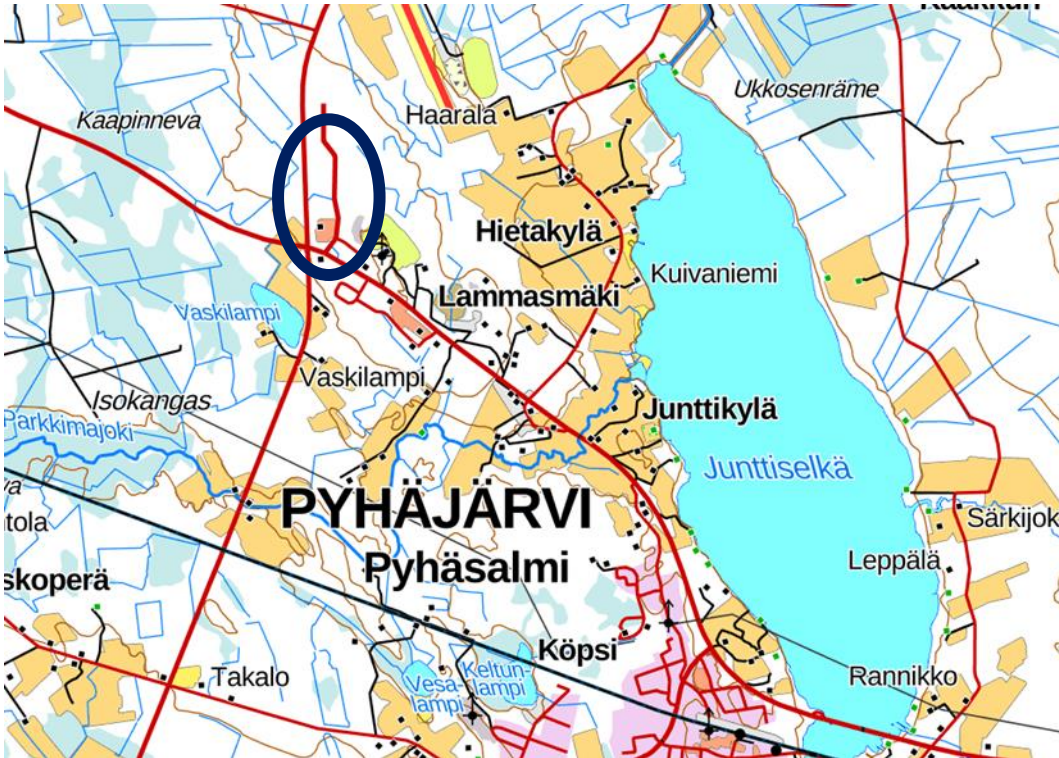 Kaapinneva
Haarala
Ukkosenräme
Hietakylä
Kuivaniemi
Lammasmäki
Vaskilampi
Vaskilampi
Isokangas
Junttikylä
Parkkimajoki
Junttiselkä
PYHÄJÄRVI
Särkijok
tola
Pyhäsalmi
Leppälä
skoperä
Köpsi
Takalo
Vesa-
lampi
Keltun-
lampi
Rannikko